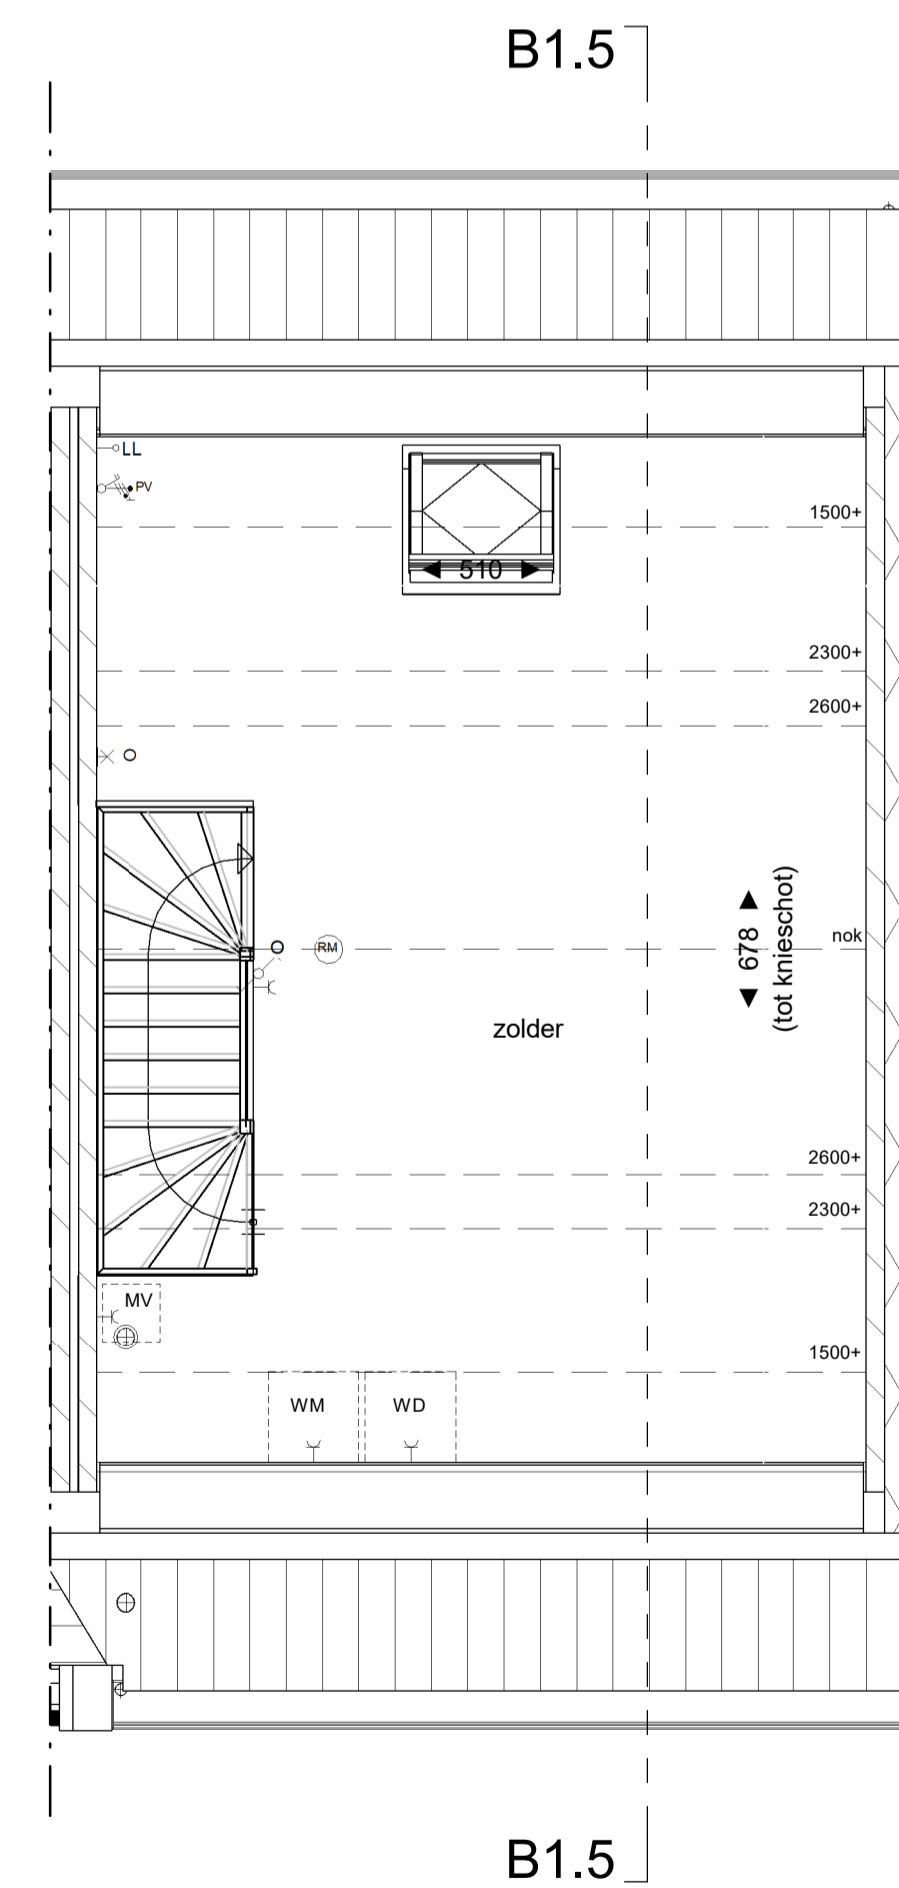 B1.5
LL
PV
1500+
510
2300+
2600+
O
678
(tot knieschot)
nok
O
RM
zolder
2600+
2300+
MV
1500+
WM
WD
B1.5